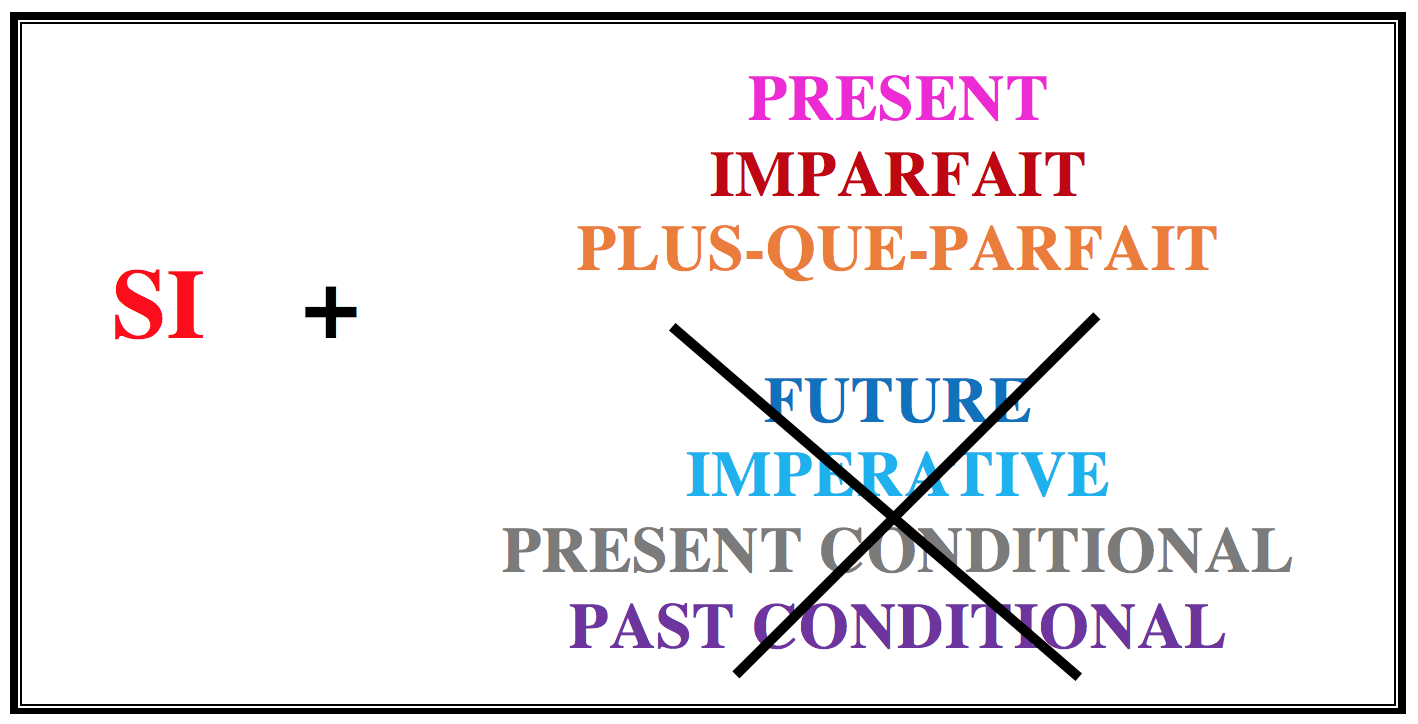 PRESENT
IMPARFAIT
PLUS-QUE-PARFAIT
SI +
FUTURE
IMPERATIVE
PRESENT CONDITIONAL
PAST CONDITIONAL